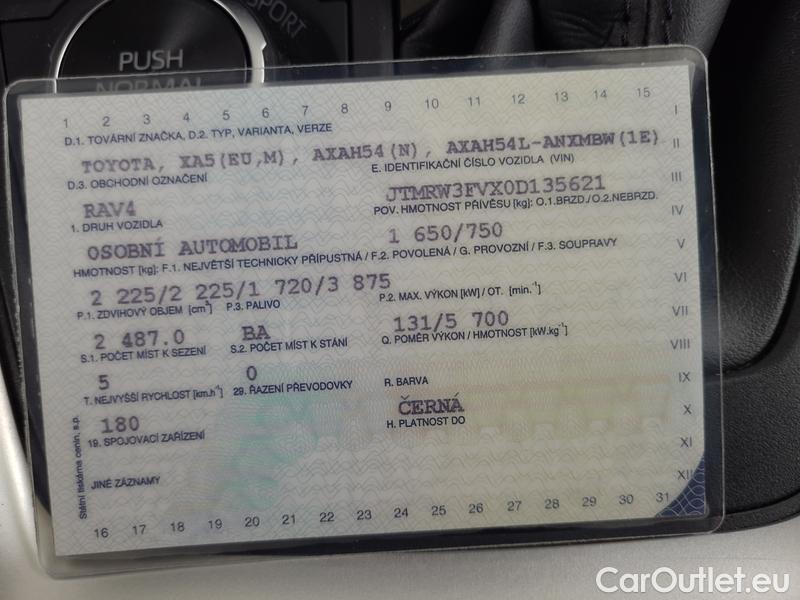 SPORT
PUSH
NORMAL
1 2 3 4 5 6 7 8 9 10 11 12 13 14 15
D.1. TOVÁRNÍ ZNAČKA, D.2. TYP, VARIANTA, VERZE
I
TOYOTA, XA5(EU,M), AXAH54(N), AXAH54L-ANXMBW(1E)
II
D.3. OBCHODNÍ OZNAČENÍ E. IDENTIFIKAČNÍ ČÍSLO VOZIDLA (VIN)
RAV4 JTMRW3FVX0D135621
III
1. DRUH VOZIDLA POV. HMOTNOST PŘÍVĚSU [kg]: O.1.BRZD./O.2.NEBRZD.
IV
OSOBNÍ AUTOMOBIL 1 650/750
V
HMOTNOST [kg]: F.1. NEJVĚTŠÍ TECHNICKY PŘÍPUSTNÁ / F.2. POVOLENÁ / G. PROVOZNÍ / F.3. SOUPRAVY
2 225/2 225/1 720/3 875
VI
P.1. ZDVIHOVÝ OBJEM [cm³] P.3. PALIVO P.2. MAX. VÝKON [kW] / OT. [min.⁻¹]
2 487.0 BA 131/5 700
VII
S.1. POČET MÍST K SEZENÍ S.2. POČET MÍST K STÁNÍ Q. POMĚR VÝKON / HMOTNOST [kW.kg⁻¹]
VIII
5 0
T. NEJVYŠŠÍ RYCHLOST [km.h⁻¹] 29. ŘAZENÍ PŘEVODOVKY R. BARVA
IX
180 ČERNÁ
X
19. SPOJOVACÍ ZAŘÍZENÍ H. PLATNOST DO
XI
JINÉ ZÁZNAMY
XII
Státní tiskárna cenin, s.p.
16 17 18 19 20 21 22 23 24 25 26 27 28 29 30 31
CarOutlet.eu